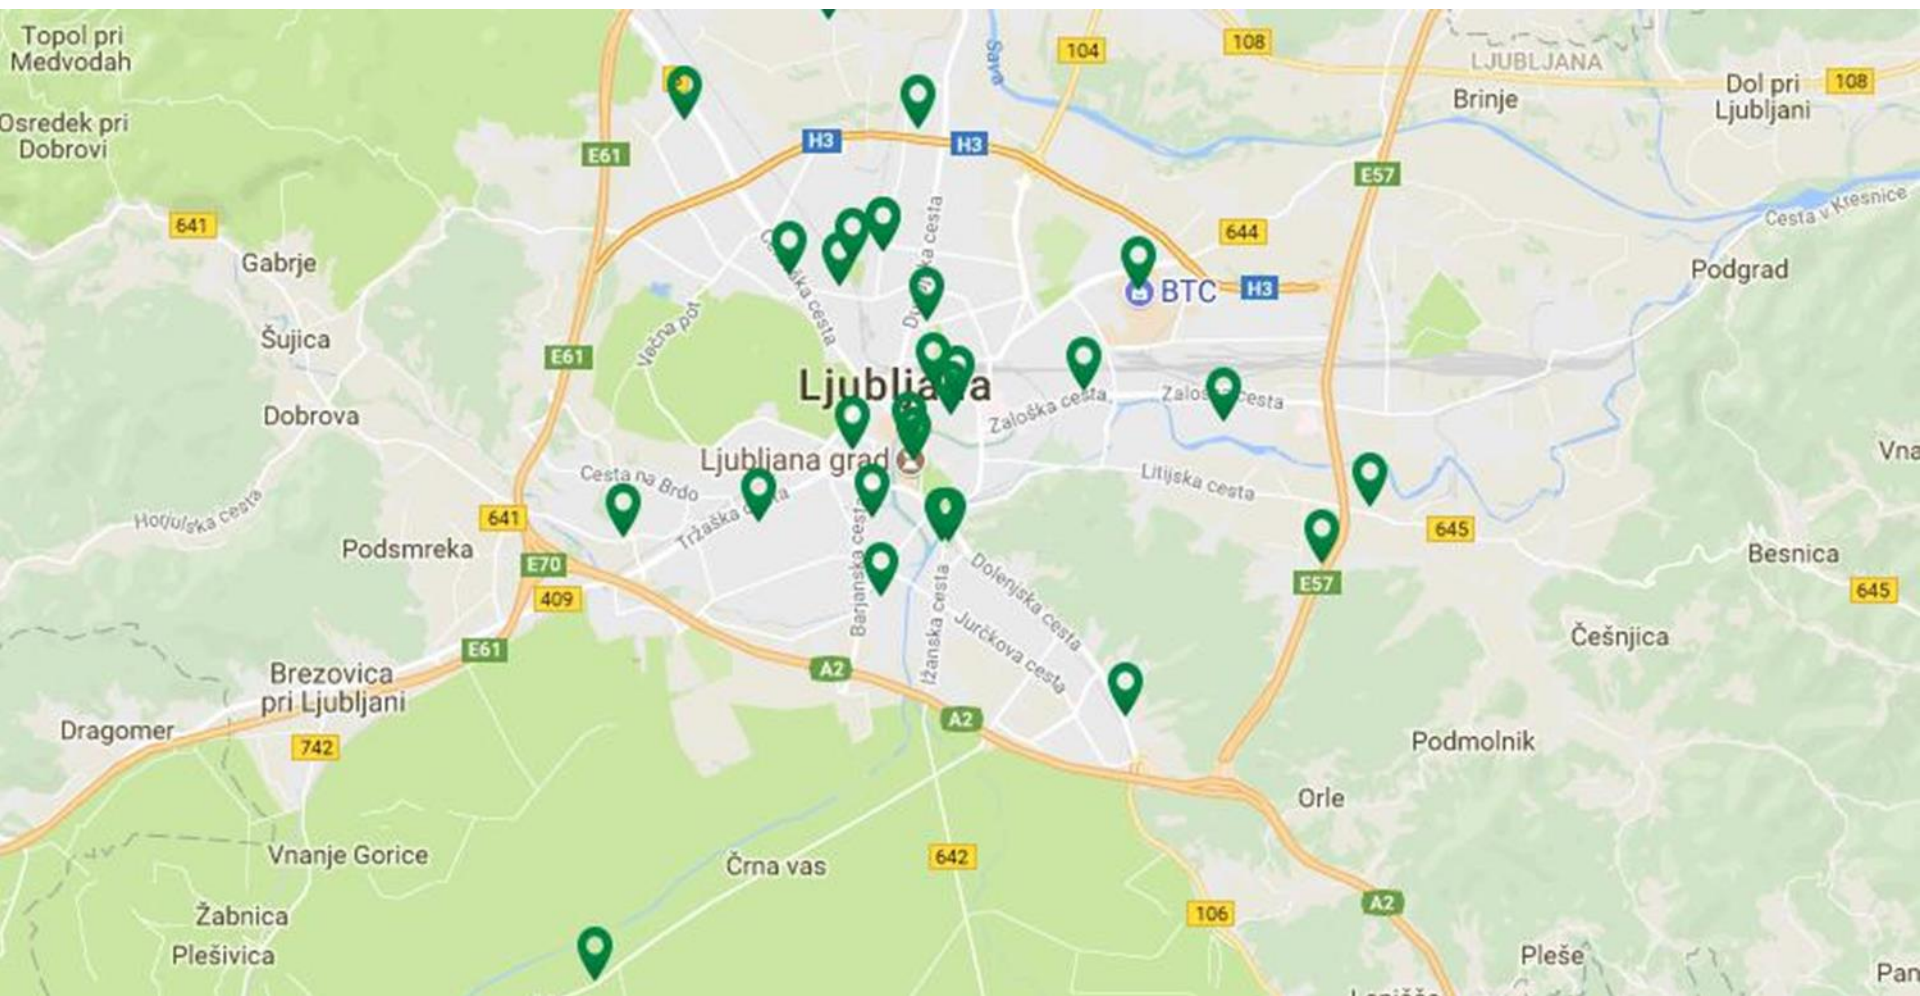 Topol pri
Medvodah
104
108
Sava
LJUBLJANA
Dol pri
Ljubljani
108
Brinje
Osredek pri
Dobrovi
E61
H3
H3
E57
641
Cesta v Kresnice
644
Gabrje
Podgrad
BTC
H3
Večna pot
Šujica
E61
Ljubljana
Dobrova
Zaloška cesta
Zaloška cesta
Ljubljana grad
Cesta na Brdo
Litijska cesta
Horjulska cesta
Tržaška cesta
641
645
Podsmreka
E70
Besnica
Barjanska cesta
Ižanska cesta
Dolenjska cesta
E57
645
409
Jurčkova cesta
Češnjica
E61
Brezovica
pri Ljubljani
A2
Dragomer
A2
742
Podmolnik
Orle
Vnanje Gorice
Črna vas
642
Žabnica
A2
106
Plešivica
Pleše